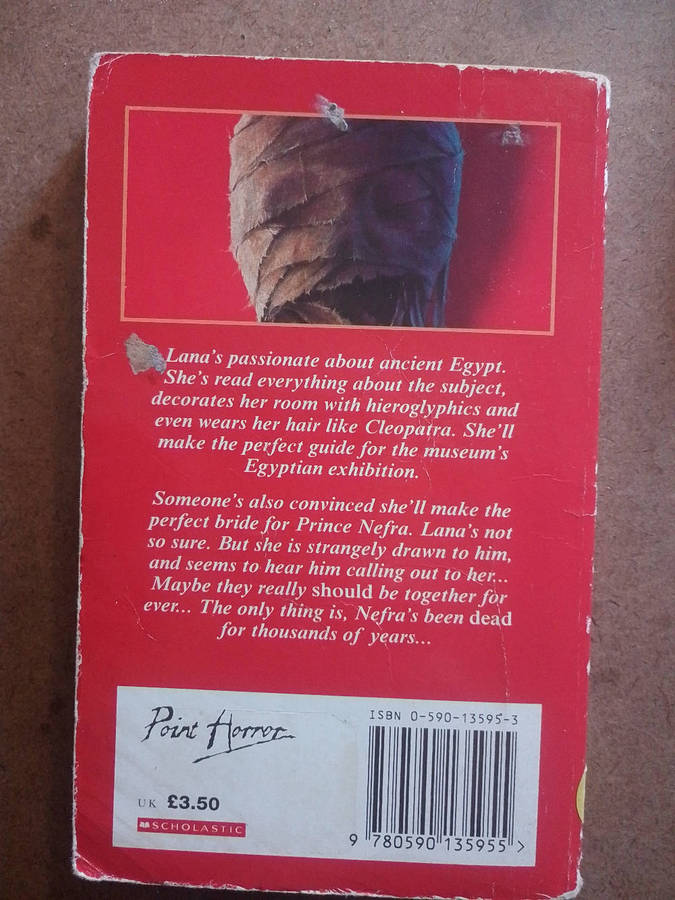 Lana's passionate about ancient Egypt.
She's read everything about the subject,
decorates her room with hieroglyphics and
even wears her hair like Cleopatra. She'll
make the perfect guide for the museum's
Egyptian exhibition.
Someone's also convinced she'll make the
perfect bride for Prince Nefra. Lana's not
so sure. But she is strangely drawn to him,
and seems to hear him calling out to her...
Maybe they really should be together for
ever... The only thing is, Nefra's been dead
for thousands of years...
Point Horror
ISBN 0-590-13595-3
UK £3.50
SCHOLASTIC
9 780590 135955 >